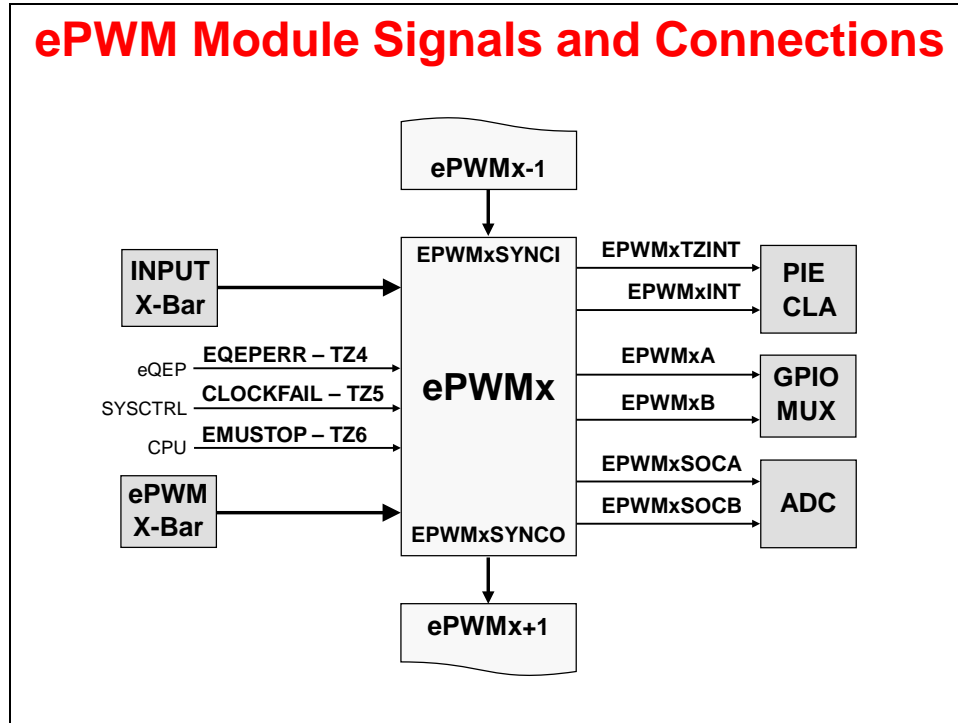 ePWM Module Signals and Connections
ePWMx-1
EPWMxSYNCI
INPUT
X-Bar
eQEP
EQEPERR – TZ4
SYSCTRL
CLOCKFAIL – TZ5
CPU
EMUSTOP – TZ6
ePWM
X-Bar
ePWMx
EPWMxSYNCO
EPWMxTZINT
EPWMxINT
PIE
CLA
EPWMxA
EPWMxB
GPIO
MUX
EPWMxSOCA
EPWMxSOCB
ADC
ePWMx+1